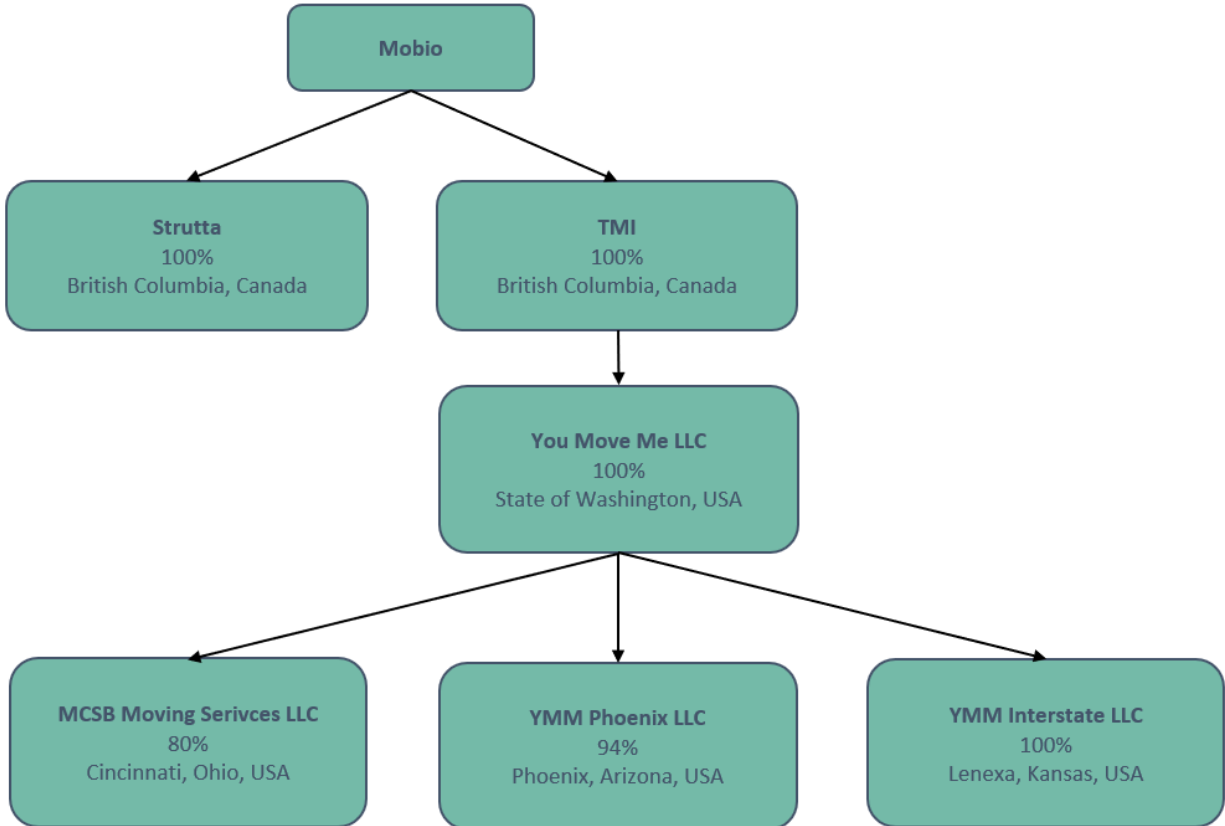 Mobio
Strutta
100%
British Columbia, Canada
TMI
100%
British Columbia, Canada
You Move Me LLC
100%
State of Washington, USA
MCSB Moving Serivces LLC
80%
Cincinnati, Ohio, USA
YMM Phoenix LLC
94%
Phoenix, Arizona, USA
YMM Interstate LLC
100%
Lenexa, Kansas, USA